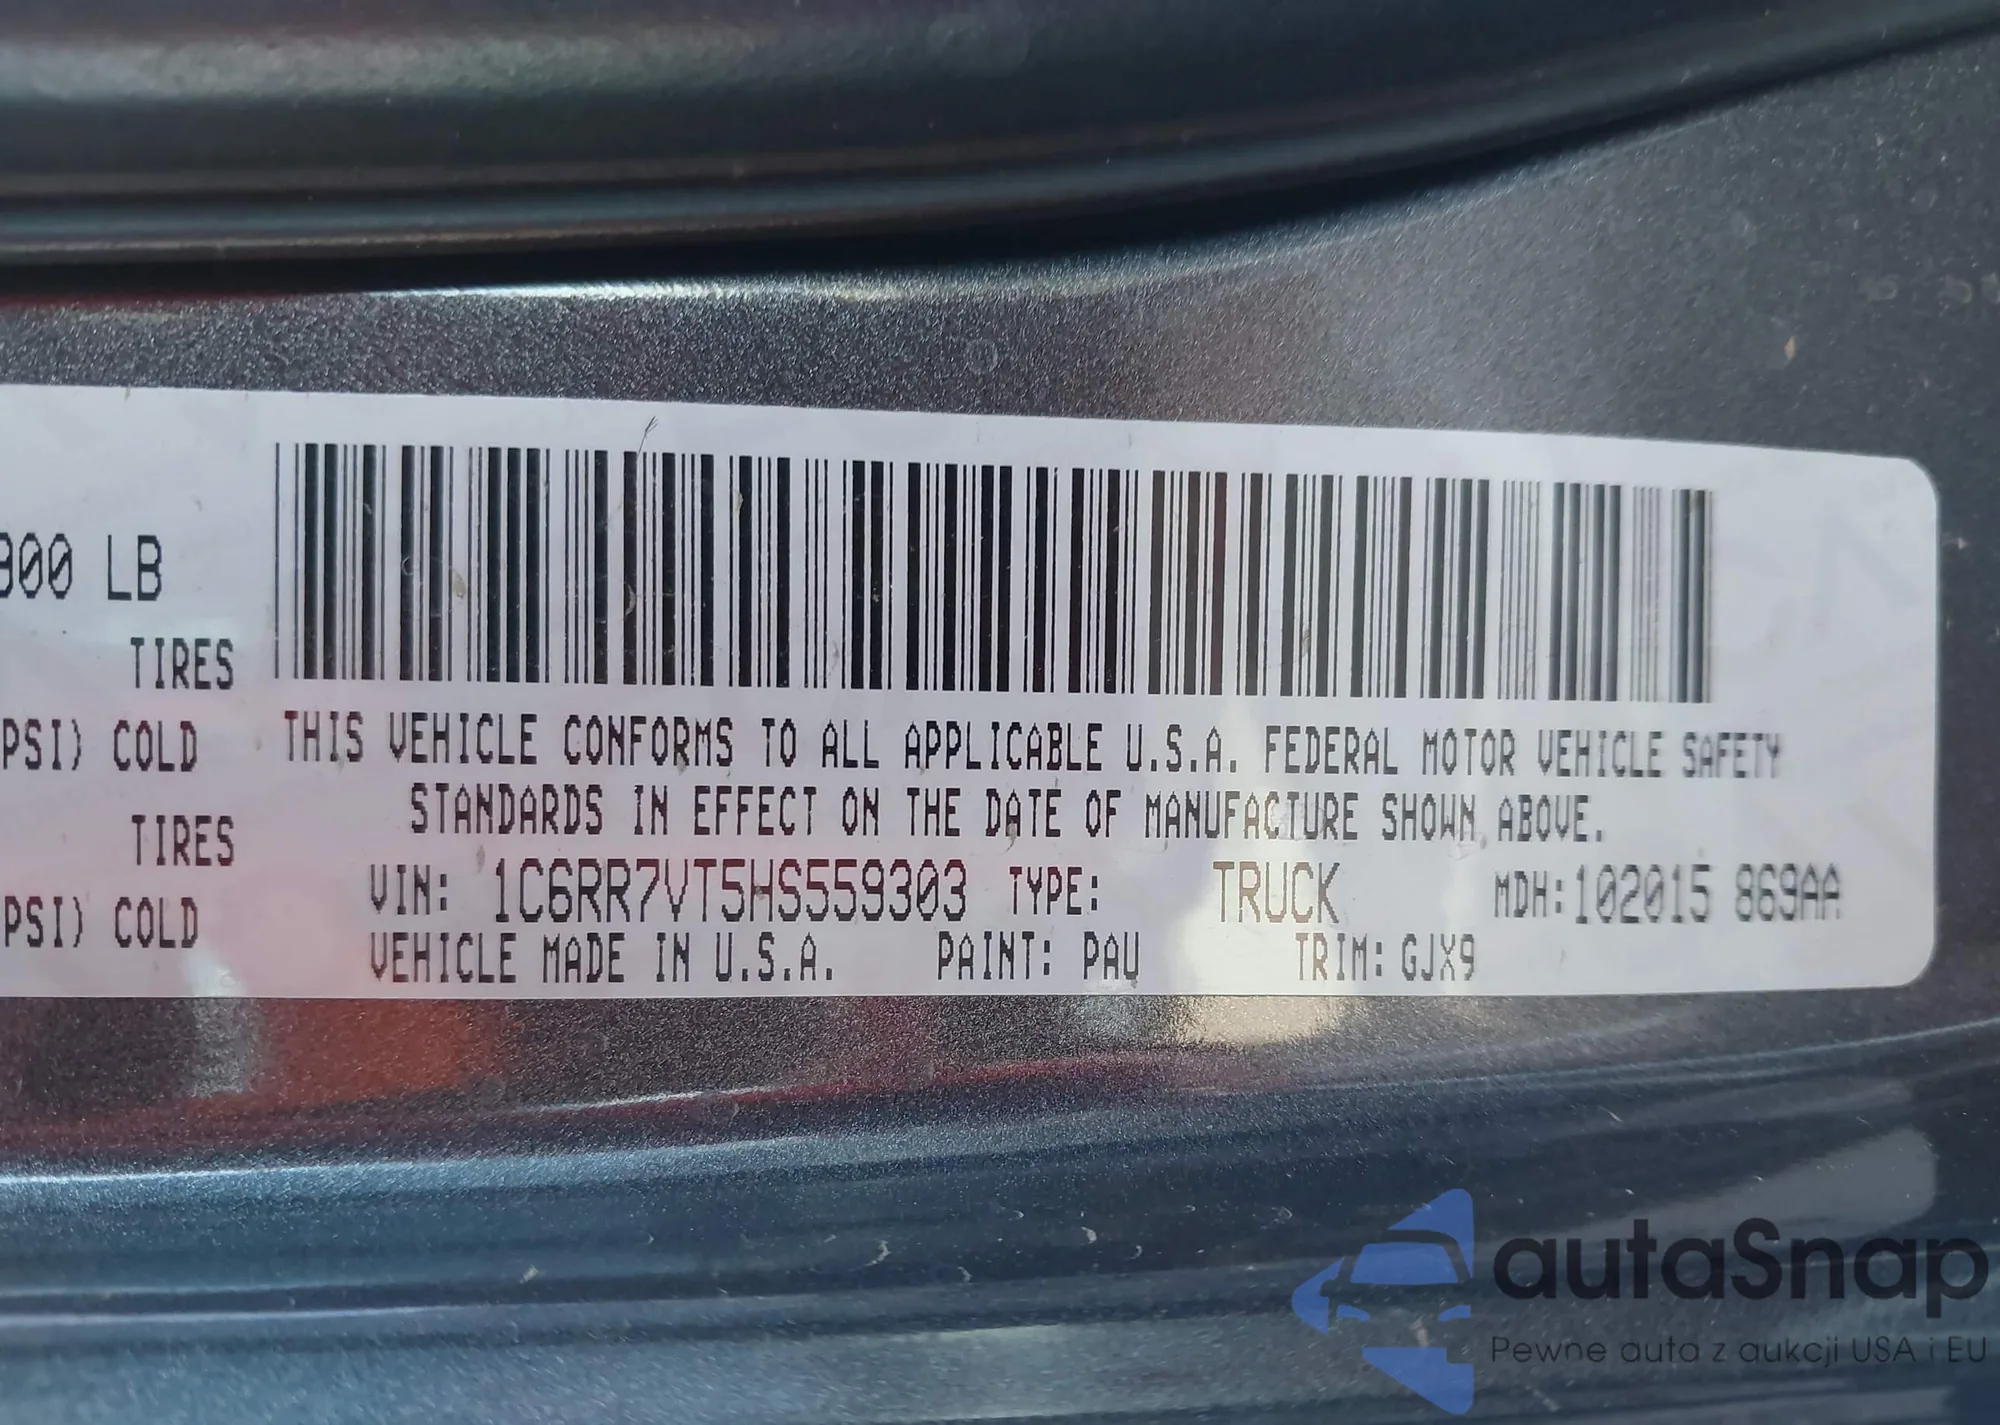 900 LB
TIRES
PSI) COLD
TIRES
PSI) COLD
THIS VEHICLE CONFORMS TO ALL APPLICABLE U.S.A. FEDERAL MOTOR VEHICLE SAFETY
STANDARDS IN EFFECT ON THE DATE OF MANUFACTURE SHOWN ABOVE.
VIN: 1C6RR7VT5HS559303 TYPE: TRUCK MDH:102015 869AA
VEHICLE MADE IN U.S.A. PAINT: PAU TRIM: GJX9
autaSnap
Pewne auta z aukcji USA i EU